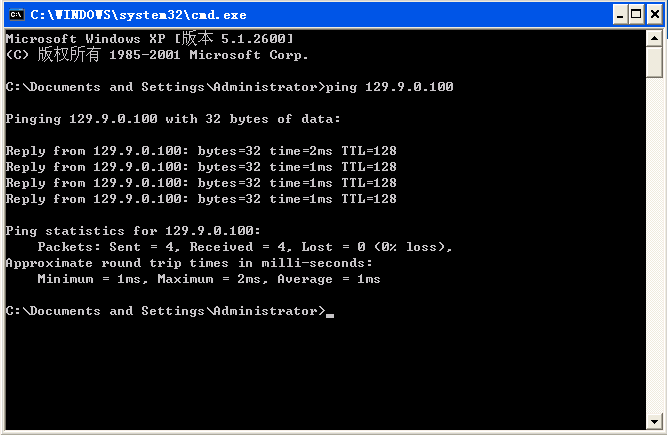 C:\WINDOWS\system32\cmd.exe
Microsoft Windows XP [版本 5.1.2600]
(C) 版权所有 1985-2001 Microsoft Corp.
C:\Documents and Settings\Administrator>ping 129.9.0.100
Pinging 129.9.0.100 with 32 bytes of data:
Reply from 129.9.0.100: bytes=32 time=2ms TTL=128
Reply from 129.9.0.100: bytes=32 time=1ms TTL=128
Reply from 129.9.0.100: bytes=32 time=1ms TTL=128
Reply from 129.9.0.100: bytes=32 time=1ms TTL=128
Ping statistics for 129.9.0.100:
    Packets: Sent = 4, Received = 4, Lost = 0 (0% loss),
Approximate round trip times in milli-seconds:
    Minimum = 1ms, Maximum = 2ms, Average = 1ms
C:\Documents and Settings\Administrator>_